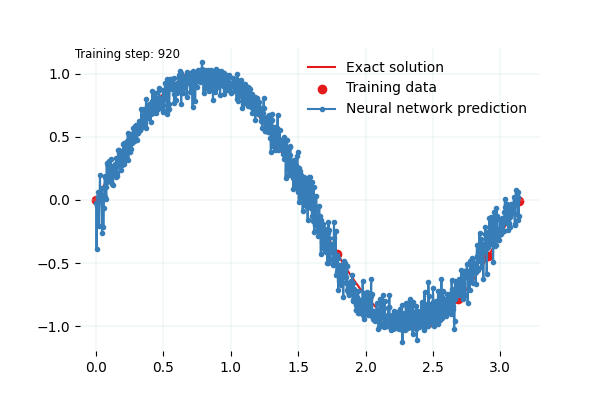 Training step: 920
Exact solution
Training data
Neural network prediction
1.0
0.5
0.0
−0.5
−1.0
0.0 0.5 1.0 1.5 2.0 2.5 3.0